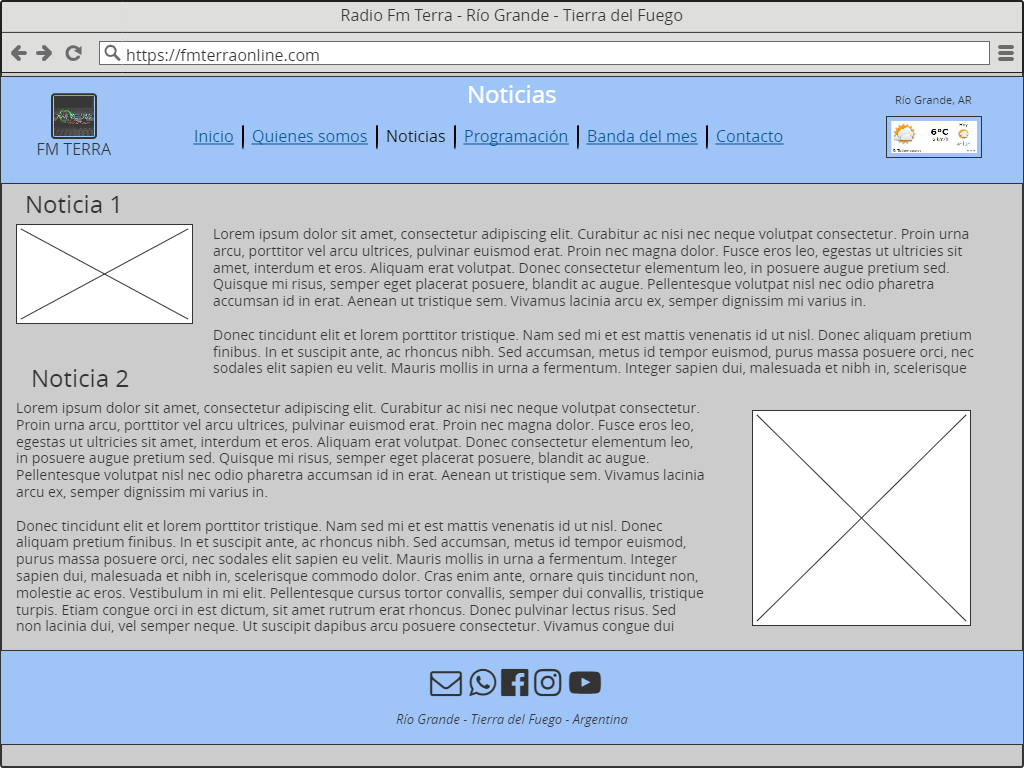 Radio Fm Terra - Río Grande - Tierra del Fuego
https://fmterraonline.com
Noticias
Río Grande, AR
FM TERRA
Inicio | Quienes somos | Noticias | Programación | Banda del mes | Contacto
6°C
Noticia 1
Lorem ipsum dolor sit amet, consectetur adipiscing elit. Curabitur ac nisi nec neque volutpat consectetur. Proin urna
arcu, porttitor vel arcu ultrices, pulvinar euismod erat. Proin nec magna dolor. Fusce eros leo, egestas ut ultricies sit
amet, interdum et eros. Aliquam erat volutpat. Donec consectetur elementum leo, in posuere augue pretium sed.
Quisque mi risus, semper eget placerat posuere, blandit ac augue. Pellentesque volutpat nisl nec odio pharetra
accumsan id in erat. Aenean ut tristique sem. Vivamus lacinia arcu ex, semper dignissim mi varius in.
Donec tincidunt elit et lorem porttitor tristique. Nam sed mi et est mattis venenatis id ut nisl. Donec aliquam pretium
finibus. In et suscipit ante, ac rhoncus nibh. Sed accumsan, metus id tempor euismod, purus massa posuere orci, nec
sodales elit sapien eu velit. Mauris mollis in urna a fermentum. Integer sapien dui, malesuada et nibh in, scelerisque
Noticia 2
Lorem ipsum dolor sit amet, consectetur adipiscing elit. Curabitur ac nisi nec neque volutpat consectetur.
Proin urna arcu, porttitor vel arcu ultrices, pulvinar euismod erat. Proin nec magna dolor. Fusce eros leo,
egestas ut ultricies sit amet, interdum et eros. Aliquam erat volutpat. Donec consectetur elementum leo,
in posuere augue pretium sed. Quisque mi risus, semper eget placerat posuere, blandit ac augue.
Pellentesque volutpat nisl nec odio pharetra accumsan id in erat. Aenean ut tristique sem. Vivamus lacinia
arcu ex, semper dignissim mi varius in.
Donec tincidunt elit et lorem porttitor tristique. Nam sed mi et est mattis venenatis id ut nisl. Donec
aliquam pretium finibus. In et suscipit ante, ac rhoncus nibh. Sed accumsan, metus id tempor euismod,
purus massa posuere orci, nec sodales elit sapien eu velit. Mauris mollis in urna a fermentum. Integer
sapien dui, malesuada et nibh in, scelerisque commodo dolor. Cras enim ante, ornare quis tincidunt non,
molestie ac eros. Vestibulum in mi elit. Pellentesque cursus tortor convallis, semper dui convallis, tristique
turpis. Etiam congue orci in est dictum, sit amet rutrum erat rhoncus. Donec pulvinar lectus risus. Sed
non lacinia dui, vel semper neque. Ut suscipit dapibus arcu posuere consectetur. Vivamus congue dui
Río Grande - Tierra del Fuego - Argentina